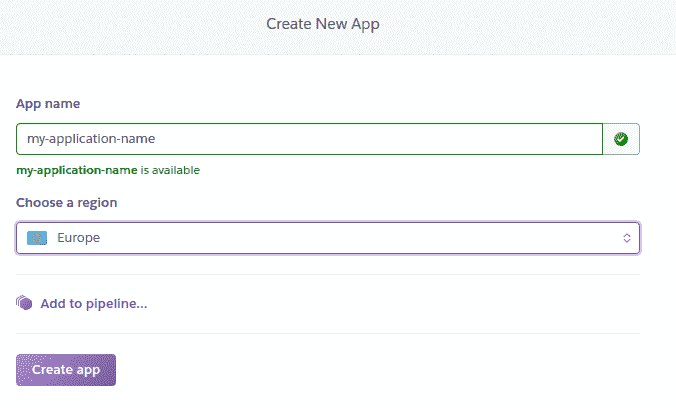 Create New App
App name
my-application-name
my-application-name is available
Choose a region
Europe
Add to pipeline...
Create app